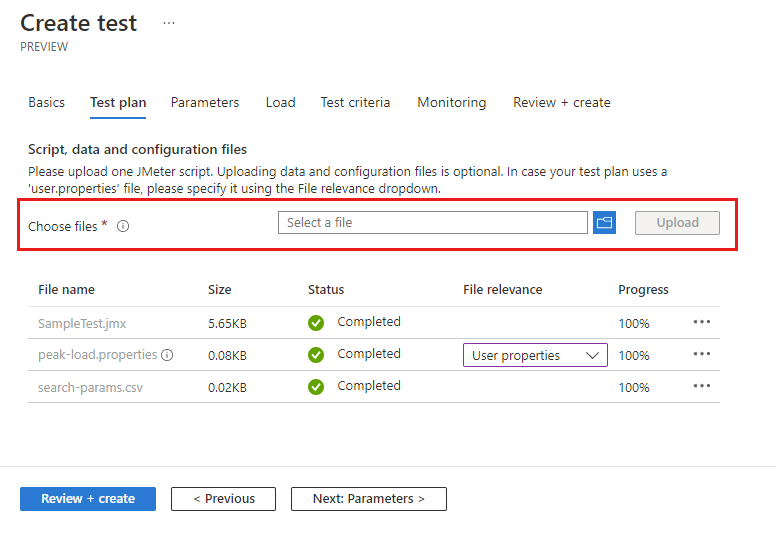 Create test ...
PREVIEW
Basics Test plan Parameters Load Test criteria Monitoring Review + create
Script, data and configuration files
Please upload one JMeter script. Uploading data and configuration files is optional. In case your test plan uses a
'user.properties' file, please specify it using the File relevance dropdown.
Choose files * Select a file Upload
File name Size Status File relevance Progress
SampleTest.jmx 5.65KB Completed 100% ...
peak-load.properties 0.08KB Completed User properties 100% ...
search-params.csv 0.02KB Completed 100% ...
Review + create < Previous Next: Parameters >